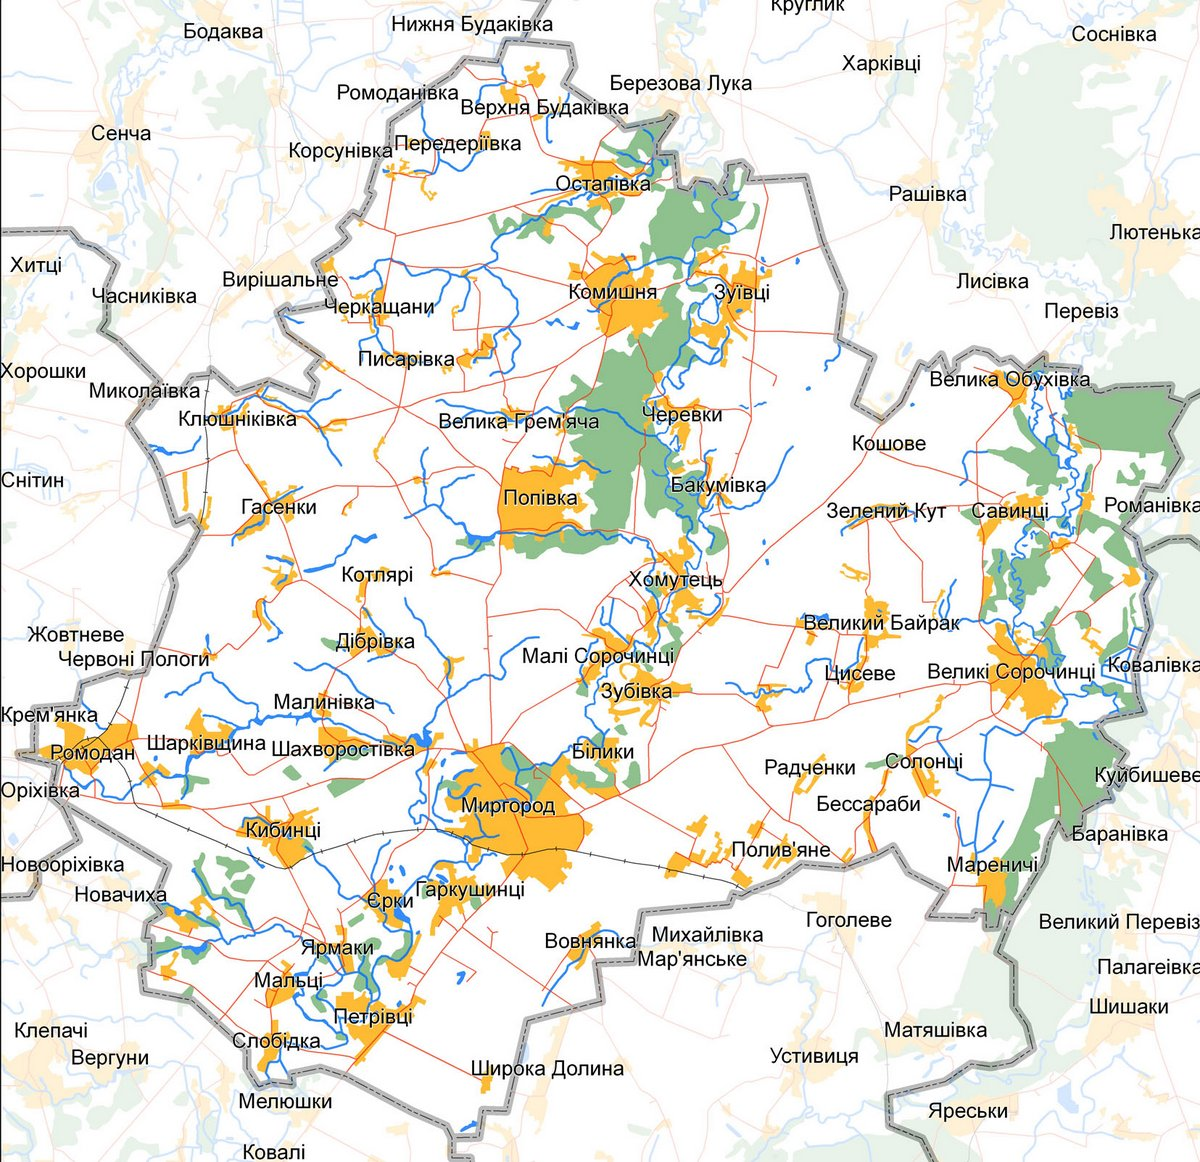 Круглик
Нижня Будаківка
Бодаква
Соснівка
Харківці
Березова Лука
Ромоданівка
Верхня Будаківка
Сенча
Передеріївка
Корсунівка
Остапівка
Рашівка
Лютенька
Хитці
Вирішальне
Лисівка
Комишня
Зуївці
Часниківка
Черкащани
Перевіз
Писарівка
Хорошки
Велика Обухівка
Миколаївка
Клюшніківка
Черевки
Велика Грем'яча
Кошове
Снітин
Бакумівка
Попівка
Романівка
Гасенки
Зелений Кут
Савинці
Котлярі
Хомутець
Великий Байрак
Жовтневе
Дібрівка
Малі Сорочинці
Червоні Пологи
Ковалівка
Цисеве
Великі Сорочинці
Зубівка
Малинівка
Крем'янка
Шарківщина
Шахворостівка
Ромодан
Білики
Солонці
Радченки
Куйбишеве
Оріхівка
Бессараби
Миргород
Кибинці
Баранівка
Полив'яне
Новооріхівка
Мареничі
Гаркушинці
Новачиха
Єрки
Гоголеве
Великий Перевіз
Михайлівка
Вовнянка
Ярмаки
Мар'янське
Палагеївка
Мальці
Шишаки
Петрівці
Клепачі
Матяшівка
Слобідка
Вергуни
Устивиця
Широка Долина
Мелюшки
Яреськи
Ковалі